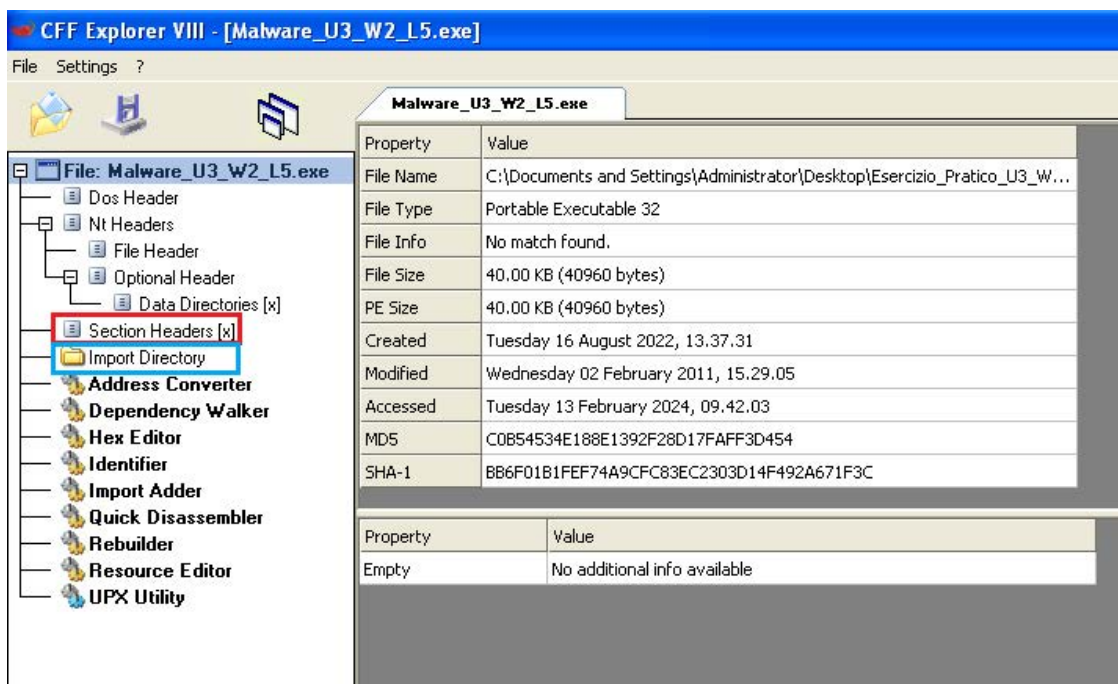 CFF Explorer VIII - [Malware_U3_W2_L5.exe]
File Settings ?
Malware_U3_W2_L5.exe
File: Malware_U3_W2_L5.exe
Dos Header
Nt Headers
File Header
Optional Header
Data Directories [x]
Section Headers [x]
Import Directory
Address Converter
Dependency Walker
Hex Editor
Identifier
Import Adder
Quick Disassembler
Rebuilder
Resource Editor
UPX Utility
Property Value
File Name C:\Documents and Settings\Administrator\Desktop\Esercizio_Pratico_U3_W...
File Type Portable Executable 32
File Info No match found.
File Size 40.00 KB (40960 bytes)
PE Size 40.00 KB (40960 bytes)
Created Tuesday 16 August 2022, 13.37.31
Modified Wednesday 02 February 2011, 15.29.05
Accessed Tuesday 13 February 2024, 09.42.03
MD5 C0B54534E188E1392F28D17FAFF3D454
SHA-1 BB6F01B1FEF74A9CFC83EC2303D14F492A671F3C
Property Value
Empty No additional info available